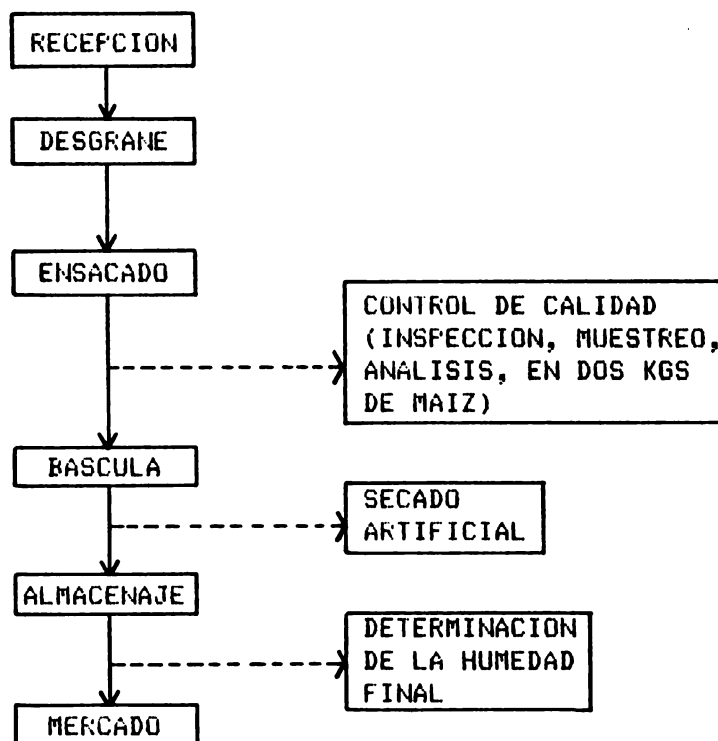 RECEPCION
DESGRANE
ENSACADO
CONTROL DE CALIDAD
(INSPECCION, MUESTREO,
ANALISIS, EN DOS KGS
DE MAIZ)
BASCULA
SECADO
ARTIFICIAL
ALMACENAJE
DETERMINACION
DE LA HUMEDAD
FINAL
MERCADO